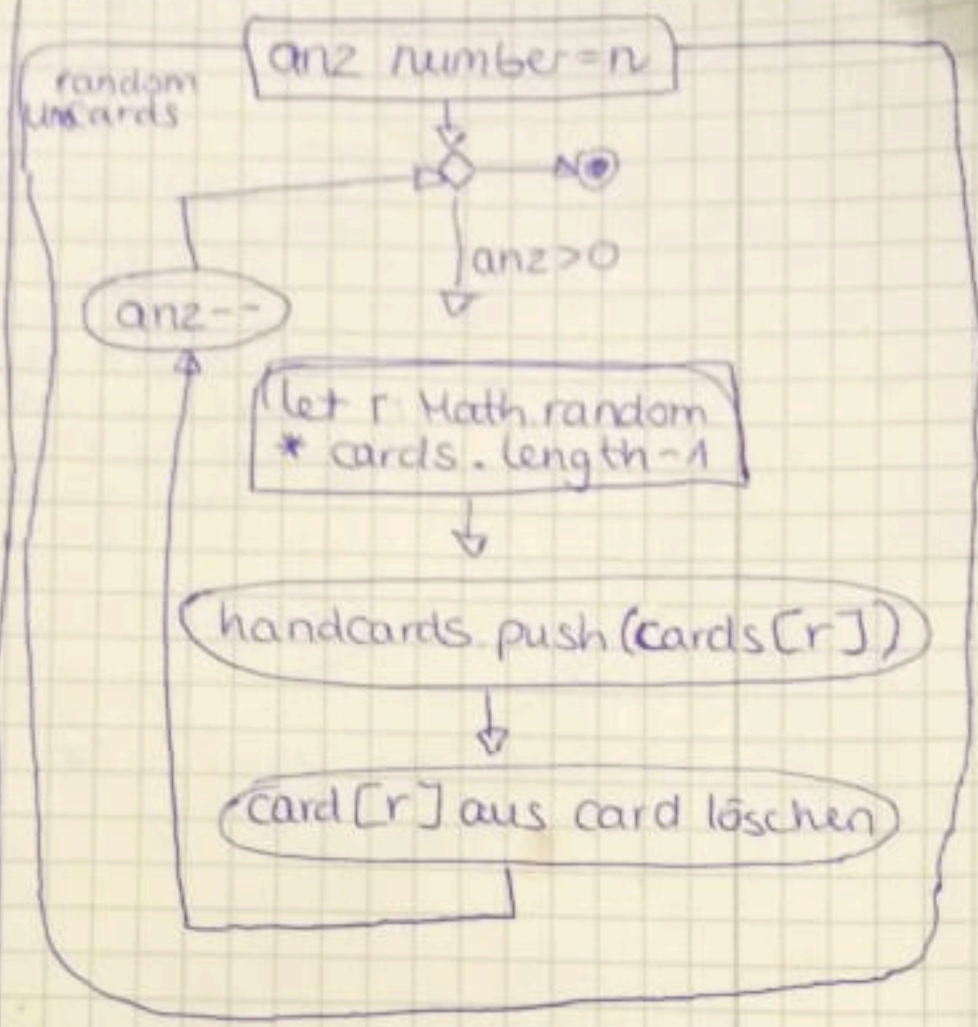 anz number=n
random
Cards
anz>0
anz--
let r Math.random
* cards.length-1
handcards.push(cards[r])
card[r] aus card löschen